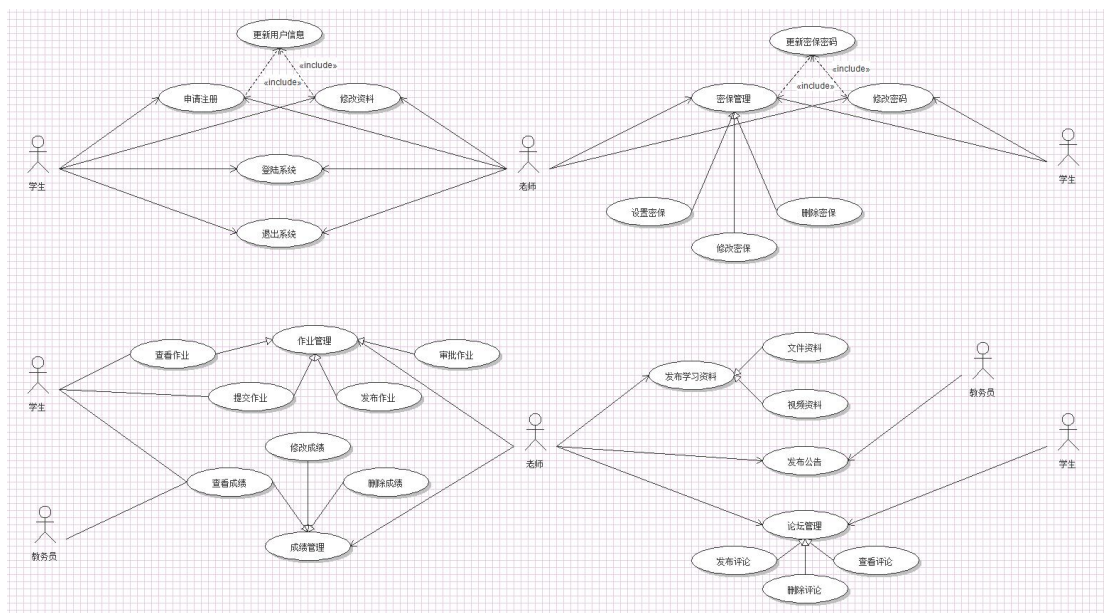 更新用户信息
«include»
«include»
申请注册
修改资料
学生
登陆系统
退出系统
老师
更新密保密码
«include»
«include»
密保管理
修改密码
学生
设置密保
删除密保
修改密保
作业管理
查看作业
审批作业
学生
提交作业
发布作业
修改成绩
查看成绩
删除成绩
教务员
成绩管理
老师
文件资料
发布学习资料
教务员
视频资料
发布公告
学生
论坛管理
发布评论
查看评论
删除评论